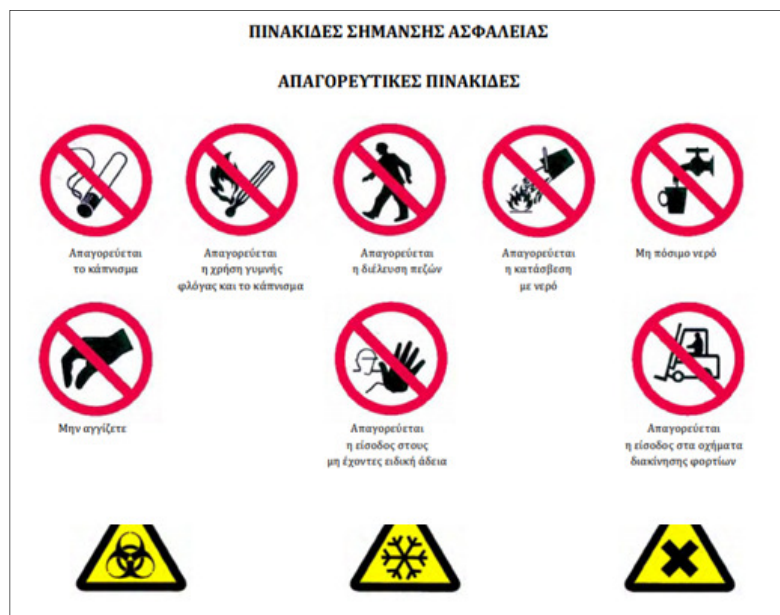 ΠΙΝΑΚΙΔΕΣ ΣΗΜΑΝΣΗΣ ΑΣΦΑΛΕΙΑΣ
ΑΠΑΓΟΡΕΥΤΙΚΕΣ ΠΙΝΑΚΙΔΕΣ
Απαγορεύεται
το κάπνισμα
Απαγορεύεται
η χρήση γυμνής
φλόγας και το κάπνισμα
Απαγορεύεται
η διέλευση πεζών
Απαγορεύεται
η κατάσβεση
με νερό
Μη πόσιμο νερό
Μην αγγίζετε
Απαγορεύεται
η είσοδος στους
μη έχοντες ειδική άδεια
Απαγορεύεται
η είσοδος στα οχήματα
διακίνησης φορτίων